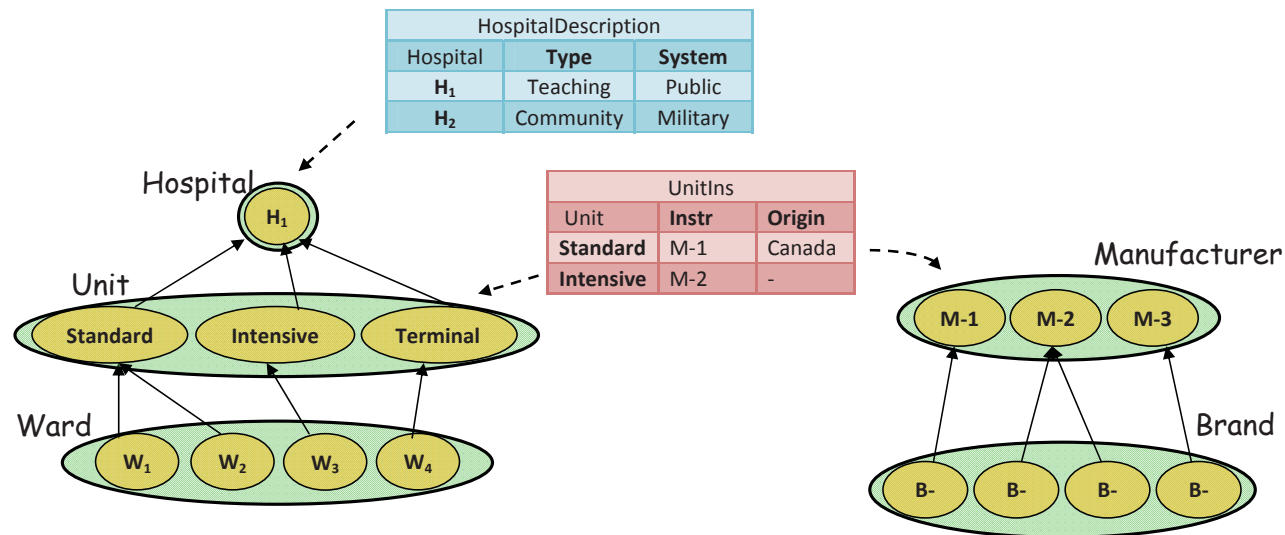 HospitalDescription
Hospital Type System
H₁ Teaching Public
H₂ Community Military
Hospital
H₁
UnitIns
Unit Instr Origin
Standard M-1 Canada
Intensive M-2 -
Manufacturer
M-1 M-2 M-3
Unit
Standard Intensive Terminal
Ward
W₁ W₂ W₃ W₄
Brand
B- B- B- B-